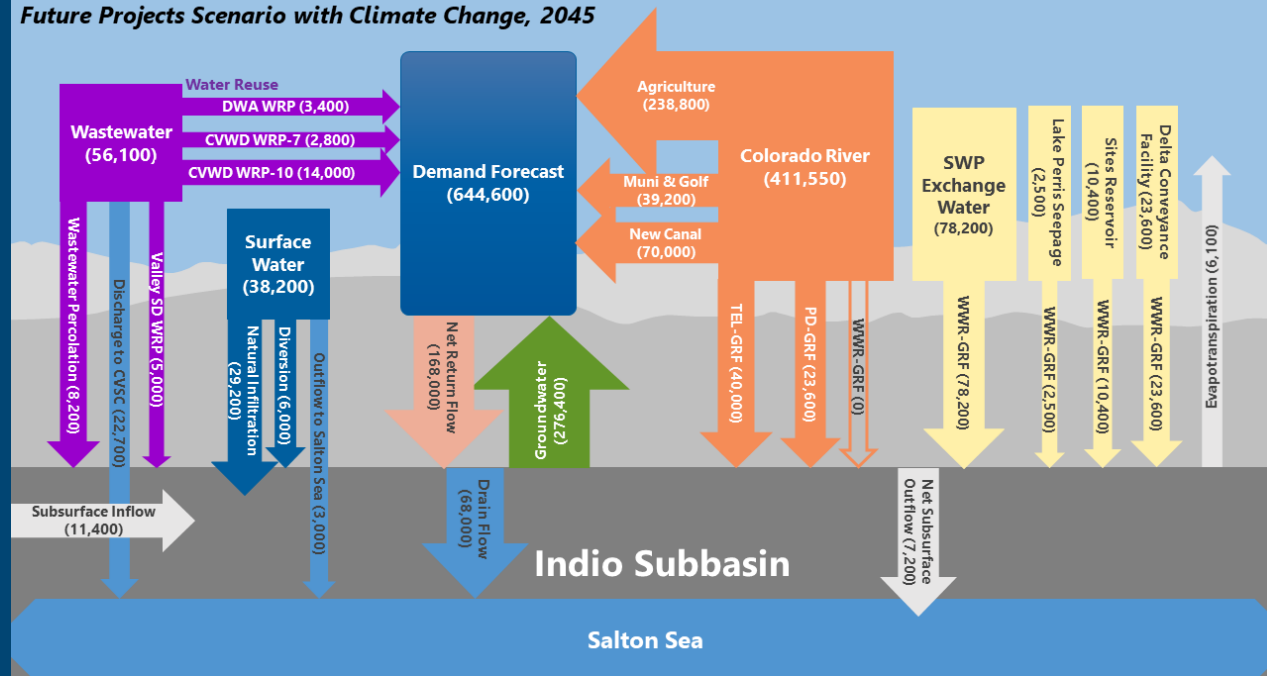 Future Projects Scenario with Climate Change, 2045
Water Reuse
DWA WRP (3,400)
CVWD WRP-7 (2,800)
CVWD WRP-10 (14,000)
Wastewater
(56,100)
Wastewater Percolation (8,200)
Discharge to CVSC (22,700)
Valley SD WRP (5,000)
Surface
Water
(38,200)
Natural Infiltration
(29,200)
Diversion (6,000)
Outflow to Salton Sea (3,000)
Demand Forecast
(644,600)
Net Return Flow
(168,000)
Groundwater
(276,400)
Agriculture
(238,800)
Muni & Golf
(39,200)
New Canal
(70,000)
Colorado River
(411,550)
TEL-GRF (40,000)
PD-GRF (23,600)
WWR-GRF (0)
SWP
Exchange
Water
(78,200)
WWR-GRF (78,200)
Lake Perris Seepage
(2,500)
WWR-GRF (2,500)
Sites Reservoir
(10,400)
WWR-GRF (10,400)
Delta Conveyance
Facility (23,600)
WWR-GRF (23,600)
Evapotranspiration (6,100)
Subsurface Inflow
(11,400)
Drain Flow
(68,000)
Net Subsurface
Outflow (7,200)
Indio Subbasin
Salton Sea